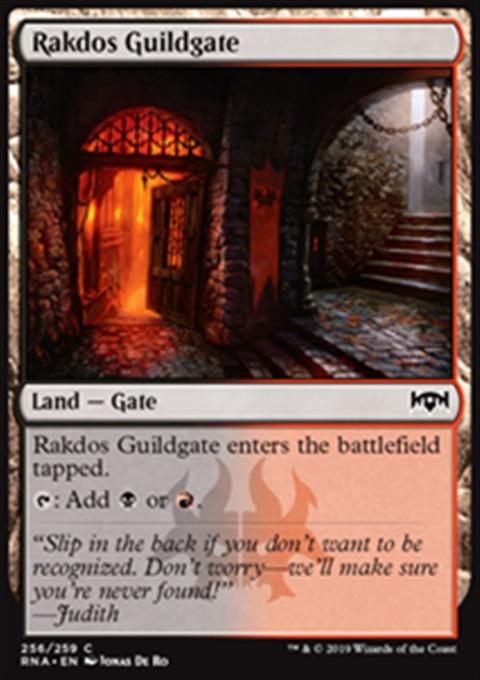 Rakdos Guildgate
Land — Gate
Rakdos Guildgate enters the battlefield
tapped.
: Add or .
“Slip in the back if you don’t want to be
recognized. Don’t worry—we’ll make sure
you’re never found!”
—Judith
256/259 C
RNA • EN Jonas De Ro
™ & © 2019 Wizards of the Coast